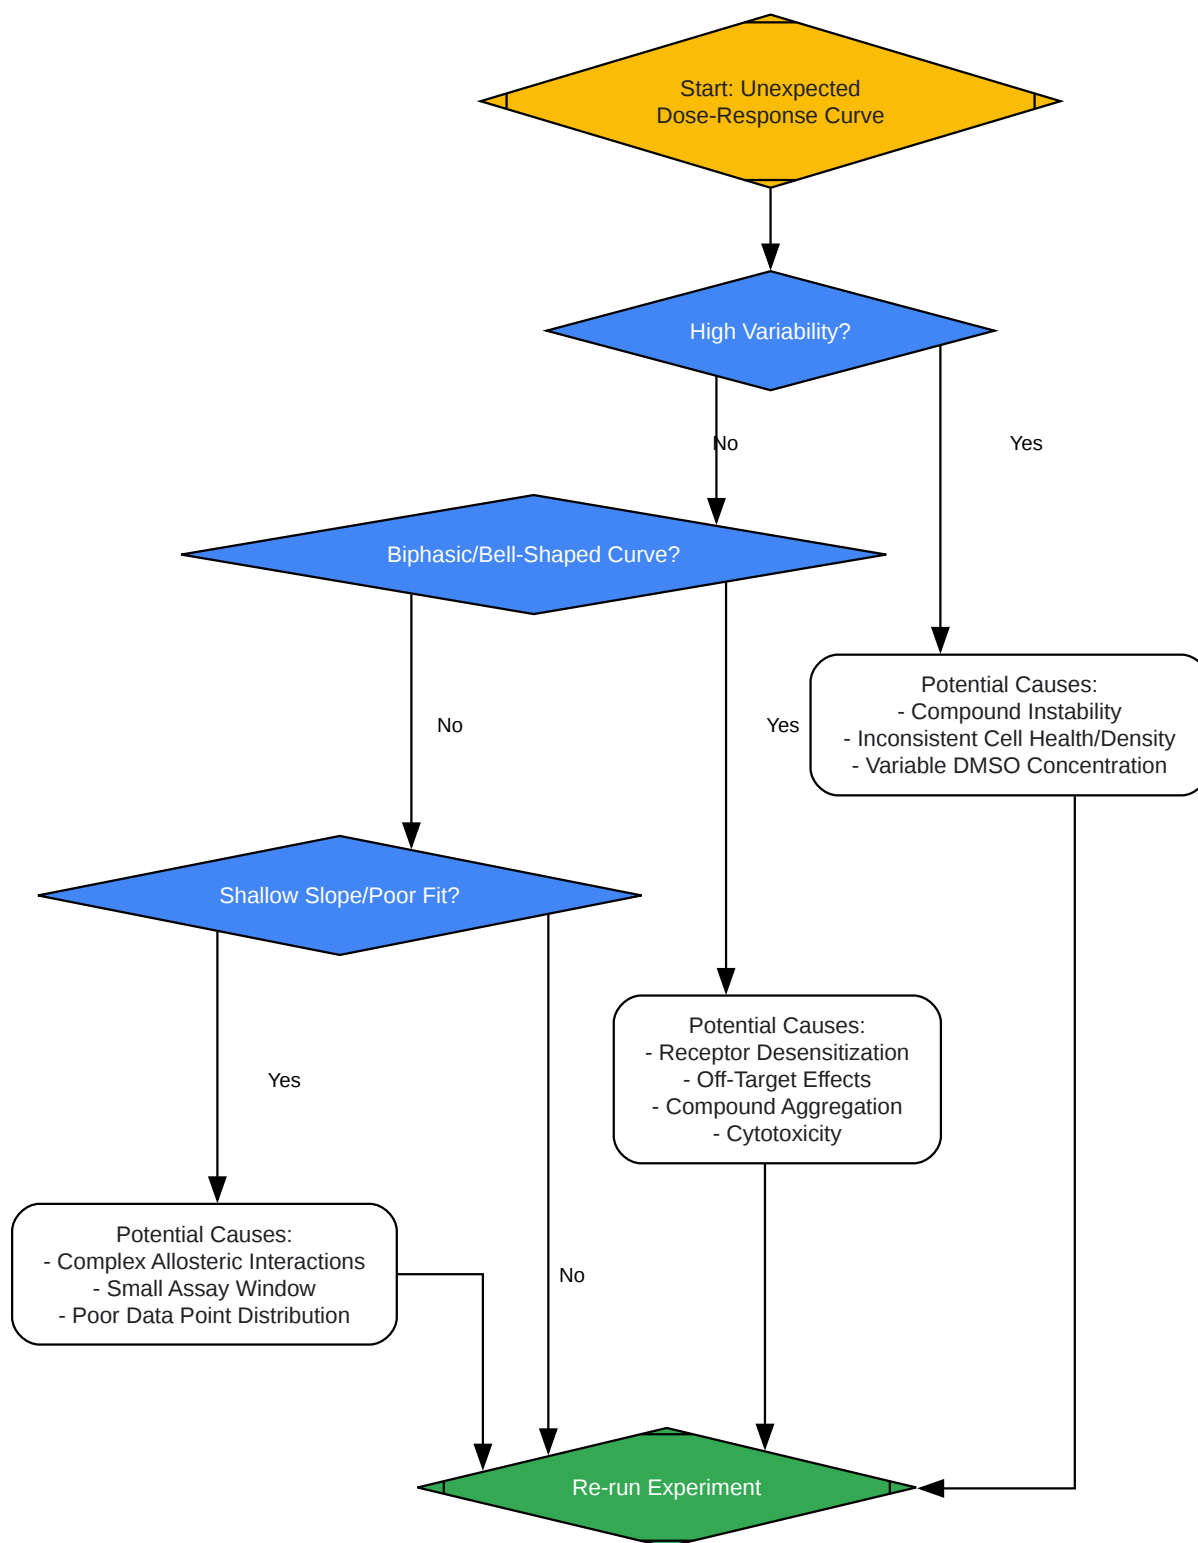 Start: Unexpected
Dose-Response Curve
High Variability?
No
Yes
Biphasic/Bell-Shaped Curve?
Potential Causes:
- Compound Instability
- Inconsistent Cell Health/Density
- Variable DMSO Concentration
No
Yes
Shallow Slope/Poor Fit?
Potential Causes:
- Receptor Desensitization
- Off-Target Effects
- Compound Aggregation
- Cytotoxicity
Yes
No
Potential Causes:
- Complex Allosteric Interactions
- Small Assay Window
- Poor Data Point Distribution
Re-run Experiment